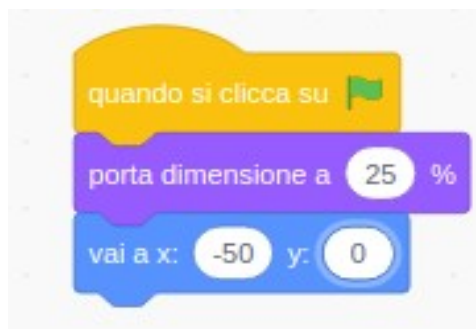 quando si clicca su
porta dimensione a 25 %
vai a x: -50 y: 0